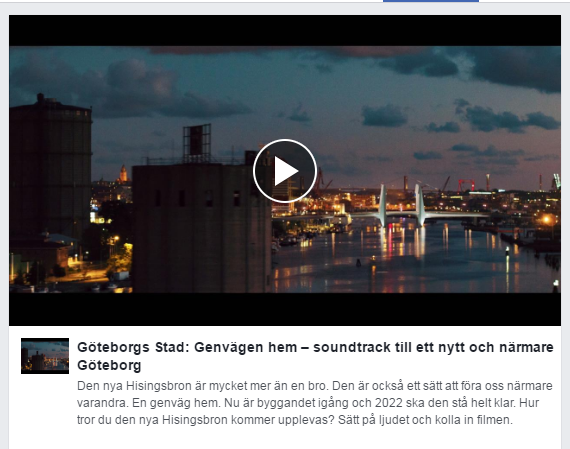 Göteborgs Stad: Genvägen hem – soundtrack till ett nytt och närmare
Göteborg
Den nya Hisingsbron är mycket mer än en bro. Den är också ett sätt att föra oss närmare
varandra. En genväg hem. Nu är byggandet igång och 2022 ska den stå helt klar. Hur
tror du den nya Hisingsbron kommer upplevas? Sätt på ljudet och kolla in filmen.